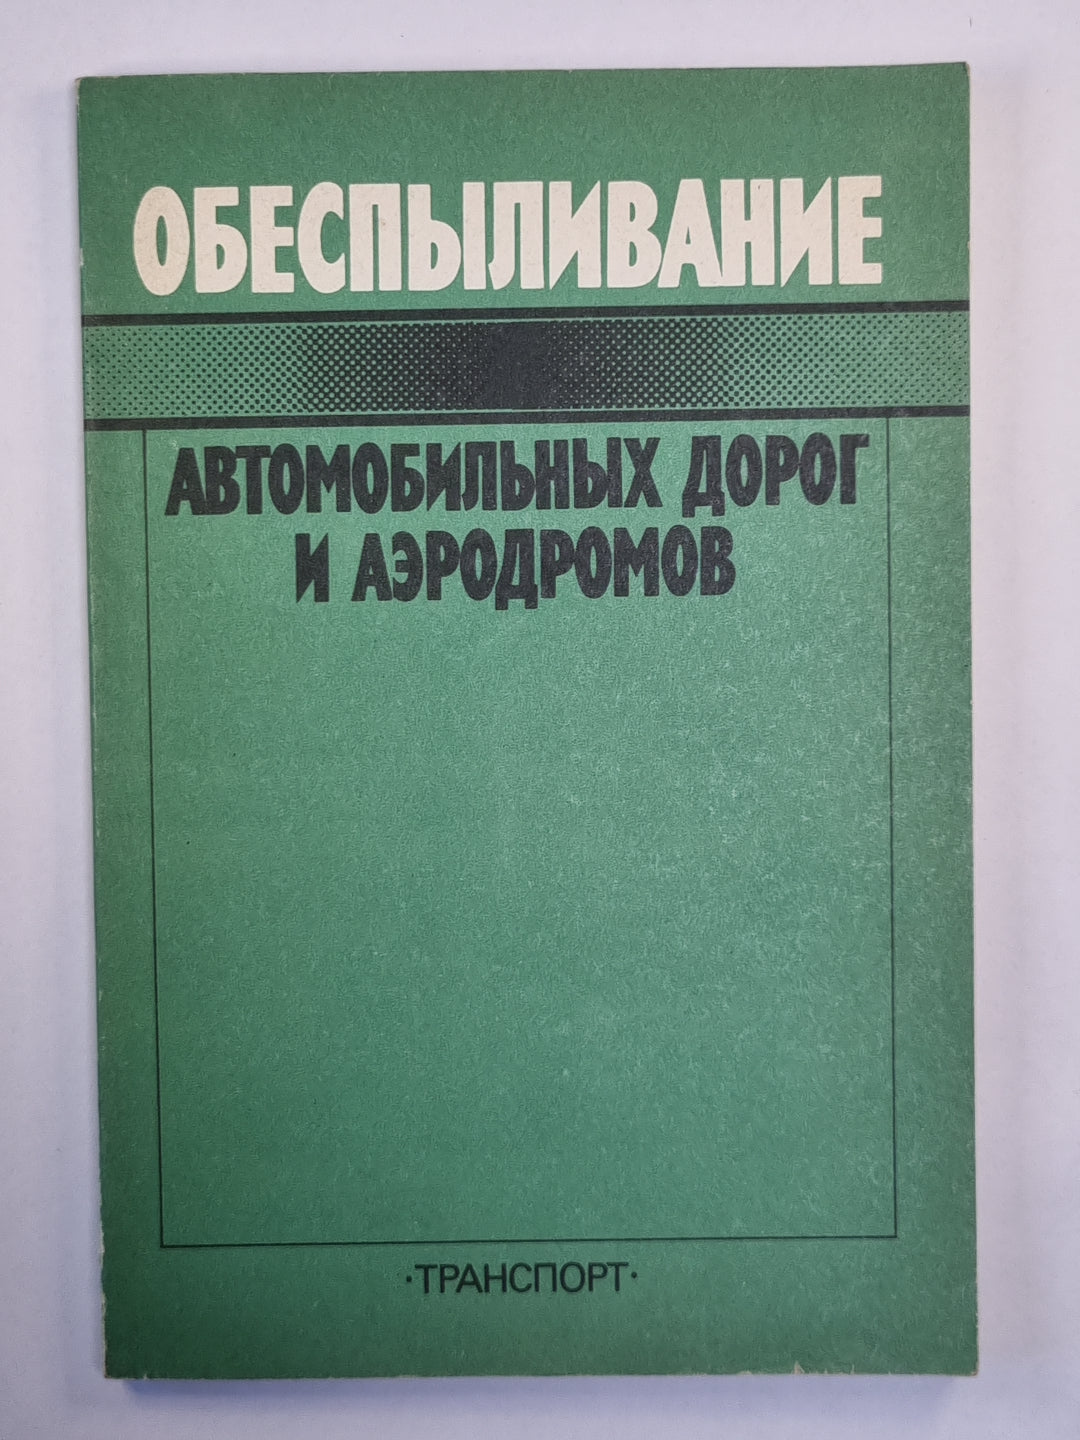 ОБЕСПЫЛИВАНИЕ
АВТОМОБИЛЬНЫХ ДОРОГ
И АЭРОДРОМОВ
·ТРАНСПОРТ·